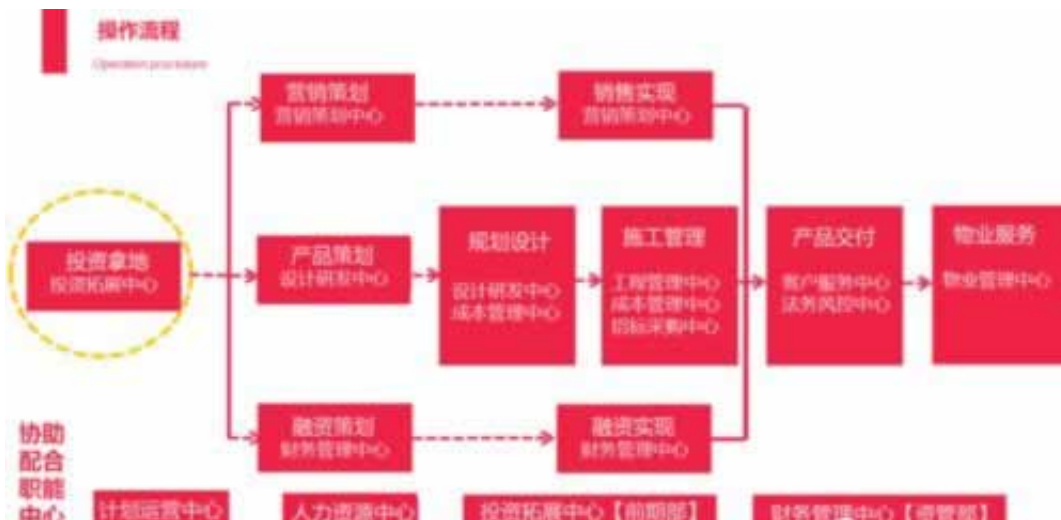 操作流程
Operation procedure
营销策划
营销策划中心
销售实现
营销策划中心
投资拿地
投资拓展中心
产品策划
设计研发中心
规划设计
设计研发中心
成本管理中心
施工管理
工程管理中心
成本管理中心
招标采购中心
产品交付
客户服务中心
法务风控中心
物业服务
物业管理中心
融资策划
财务管理中心
融资实现
财务管理中心
协助
配合
职能
中心
计划运营中心
人力资源中心
投资拓展中心【前期部】
财务管理中心【资管部】